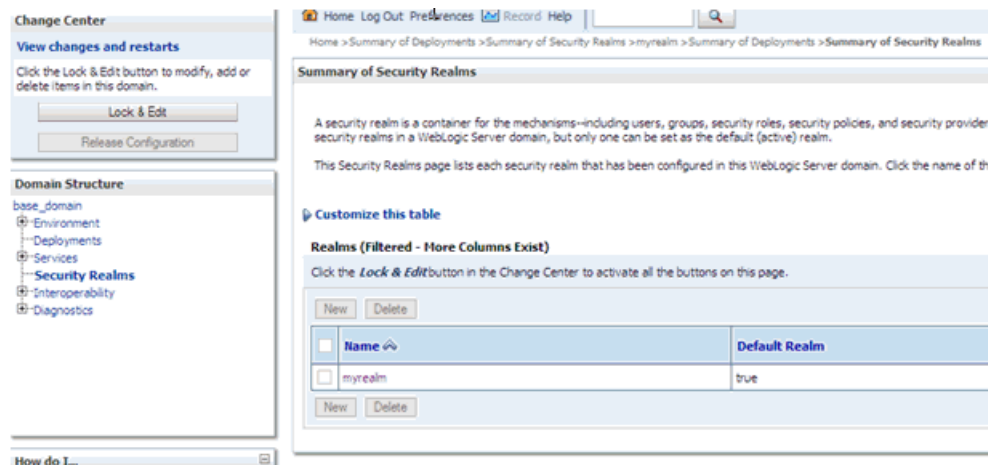 Change Center
View changes and restarts
Click the Lock & Edit button to modify, add or
delete items in this domain.
Lock & Edit
Release Configuration
Domain Structure
base_domain
Environment
Deployments
Services
Security Realms
Interoperability
Diagnostics
How do I...
Home Log Out Preferences Record Help
Home >Summary of Deployments >Summary of Security Realms >myrealm >Summary of Deployments >Summary of Security Realms
Summary of Security Realms
A security realm is a container for the mechanisms--including users, groups, security roles, security policies, and security provider
security realms in a WebLogic Server domain, but only one can be set as the default (active) realm.
This Security Realms page lists each security realm that has been configured in this WebLogic Server domain. Click the name of th
Customize this table
Realms (Filtered - More Columns Exist)
Click the Lock & Edit button in the Change Center to activate all the buttons on this page.
New Delete
Name Default Realm
myrealm true
New Delete